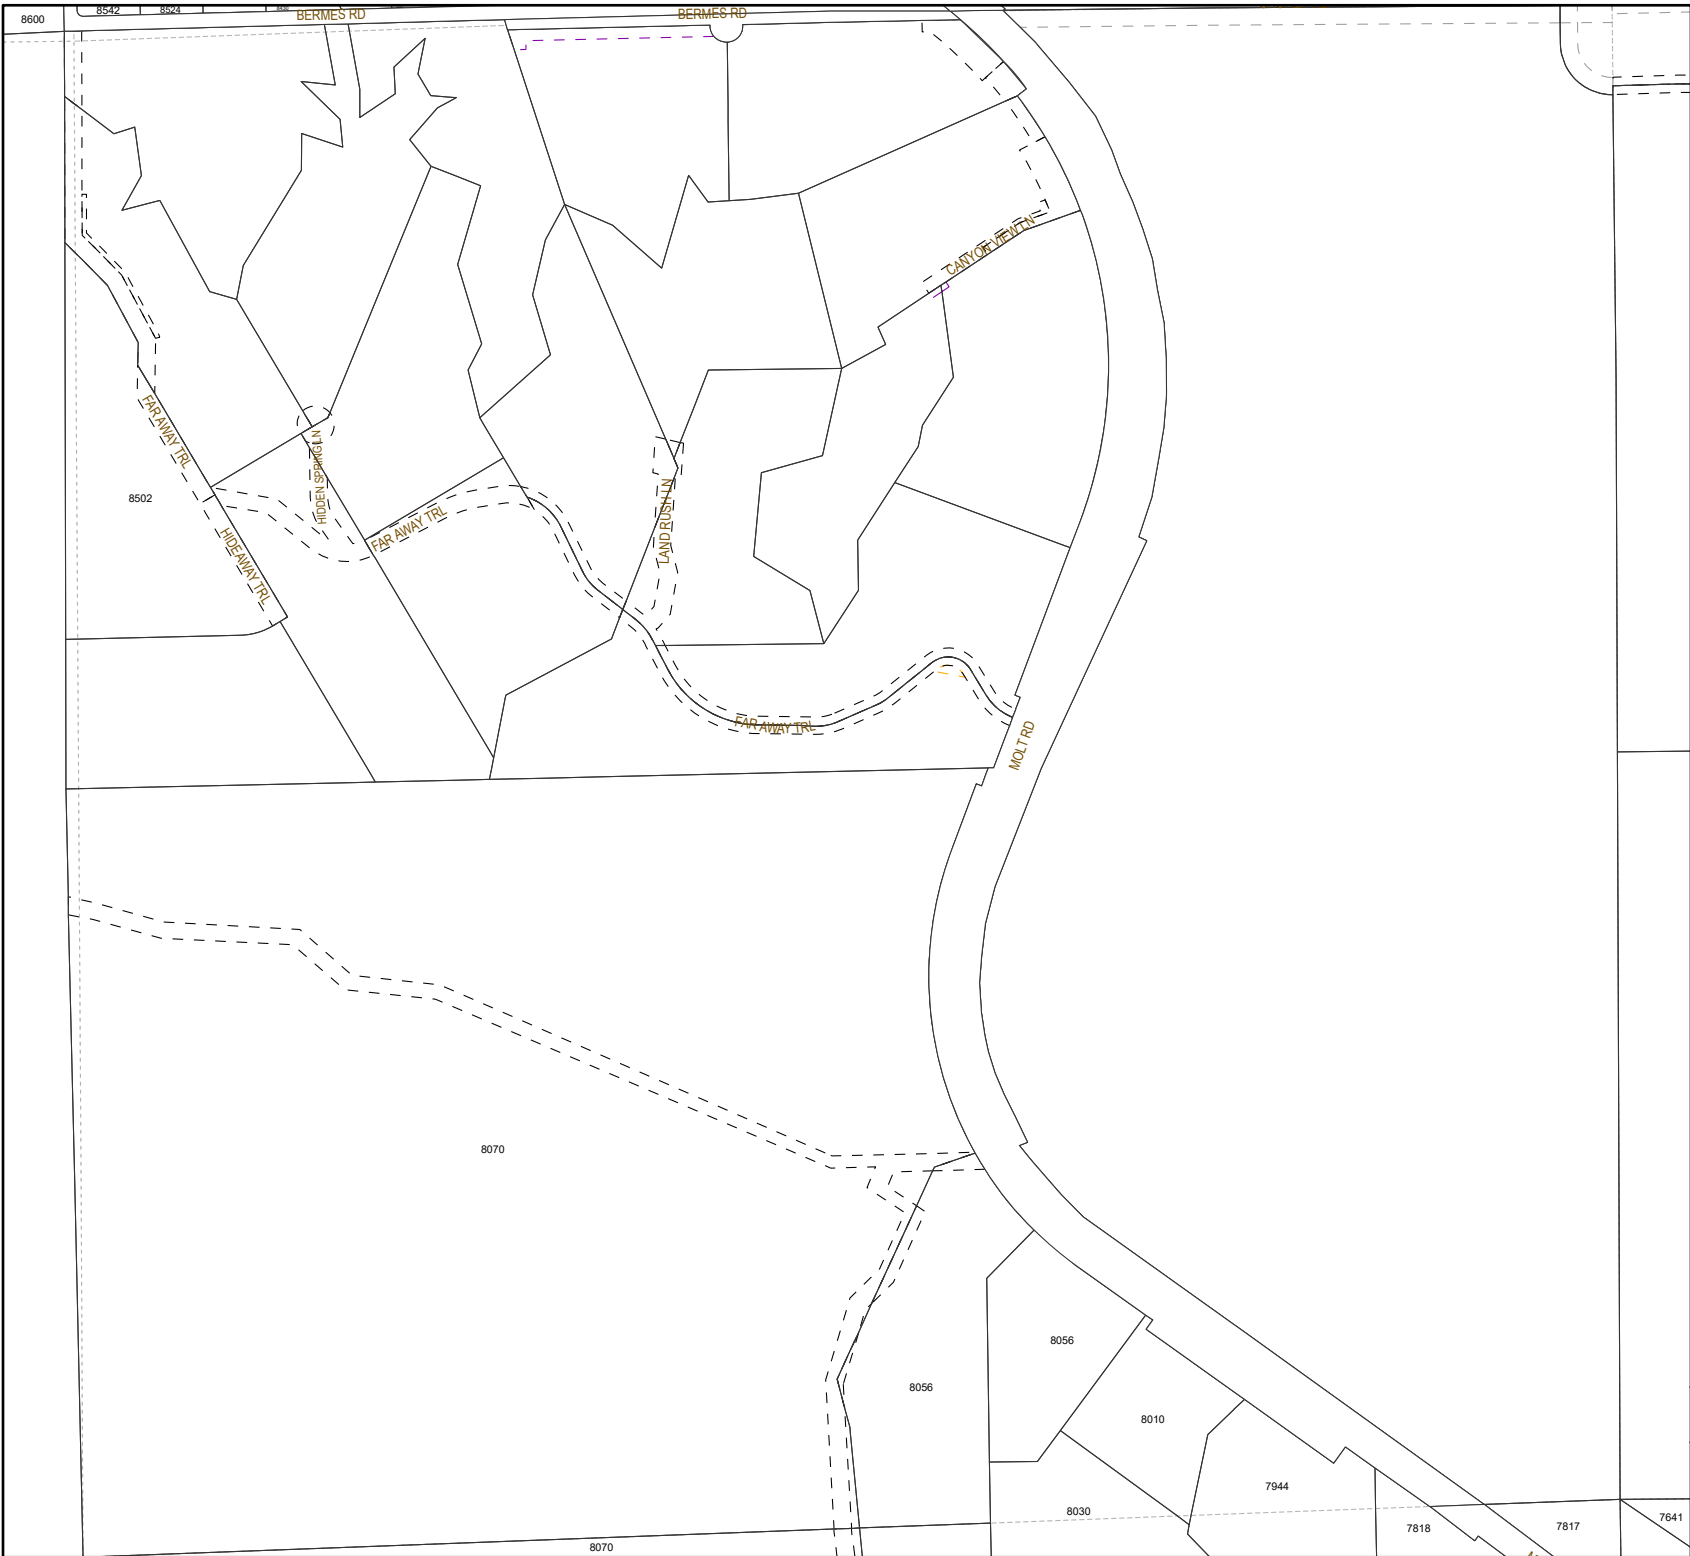 8600
8542
8524
BERMES RD
BERMES RD
CANYON VIEW LN
FAR AWAY TRL
HIDDEN SPRING LN
8502
LAND RUSH LN
FAR AWAY TRL
HIDEAWAY TRL
FAR AWAY TRL
MOLT RD
8070
8056
8056
8010
7944
8030
7818
7817
7641
8070